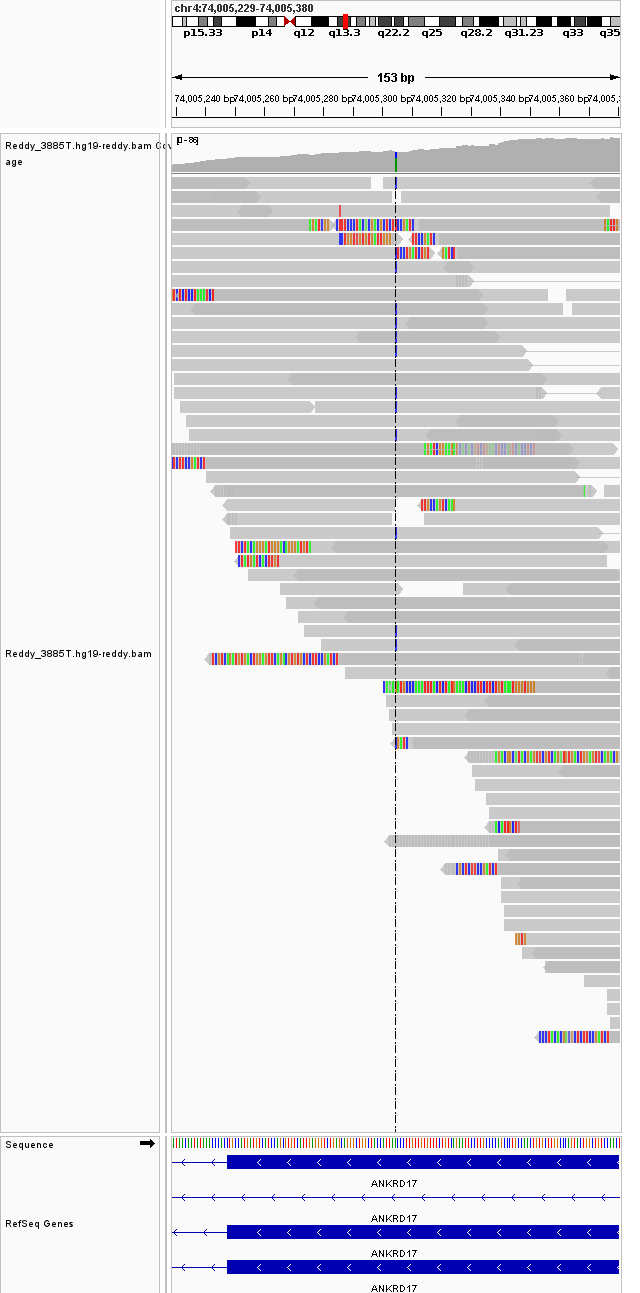 chr4:74,005,229-74,005,380
p15.33 p14 q12 q13.3 q22.2 q25 q28.2 q31.23 q33 q35
153 bp
74,005,240 bp 74,005,260 bp 74,005,280 bp 74,005,300 bp 74,005,320 bp 74,005,340 bp 74,005,360 bp 74,005,3
Reddy_3885T.hg19-reddy.bam Cov
age
[0-86]
Reddy_3885T.hg19-reddy.bam
Sequence
ANKRD17
ANKRD17
RefSeq Genes
ANKRD17
ANKRD17